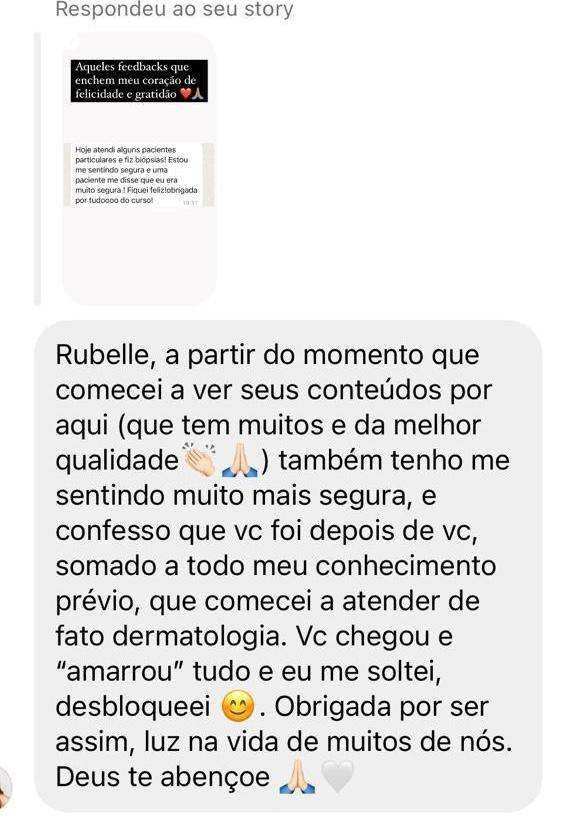 Respondeu ao seu story
Aqueles feedbacks que
enchem meu coração de
felicidade e gratidão ❤️🙏🏽
Hoje atendi alguns pacientes
particulares e fiz biópsias! Estou
me sentindo segura e uma
paciente me disse que eu era
muito segura ! Fiquei feliz!obrigada
por tudoooo do curso!
19:31
Rubelle, a partir do momento que
comecei a ver seus conteúdos por
aqui (que tem muitos e da melhor
qualidade👏🏻🙏🏻) também tenho me
sentindo muito mais segura, e
confesso que vc foi depois de vc,
somado a todo meu conhecimento
prévio, que comecei a atender de
fato dermatologia. Vc chegou e
“amarrou” tudo e eu me soltei,
desbloqueei 😊. Obrigada por ser
assim, luz na vida de muitos de nós.
Deus te abençoe 🙏🏻🤍